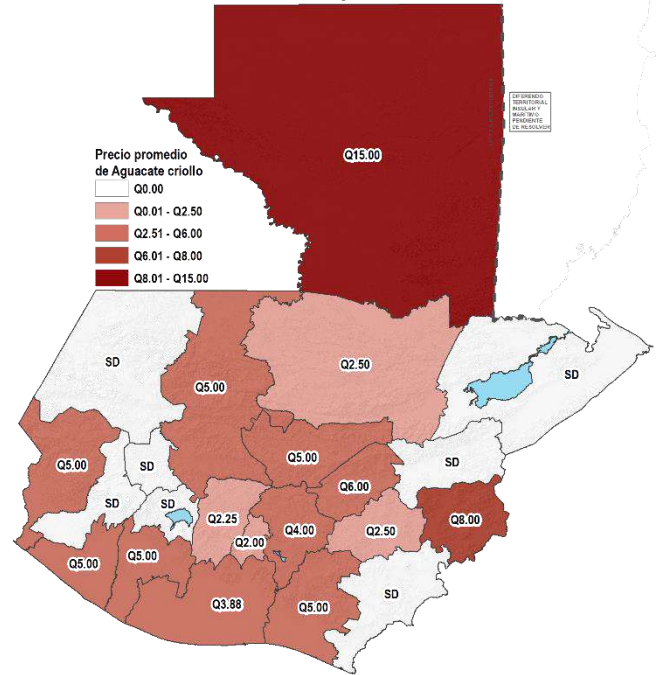 DIFERENDO
TERRITORIAL
INSULAR Y
MARÍTIMO
PENDIENTE
DE RESOLVER
Q15.00
Precio promedio
de Aguacate criollo
Q0.00
Q0.01 - Q2.50
Q2.51 - Q6.00
Q6.01 - Q8.00
Q8.01 - Q15.00
SD
Q5.00
Q2.50
SD
Q5.00
SD
Q5.00
SD
SD
SD
Q6.00
Q2.25
Q2.00
Q4.00
Q2.50
Q8.00
Q5.00
Q5.00
Q3.88
Q5.00
SD